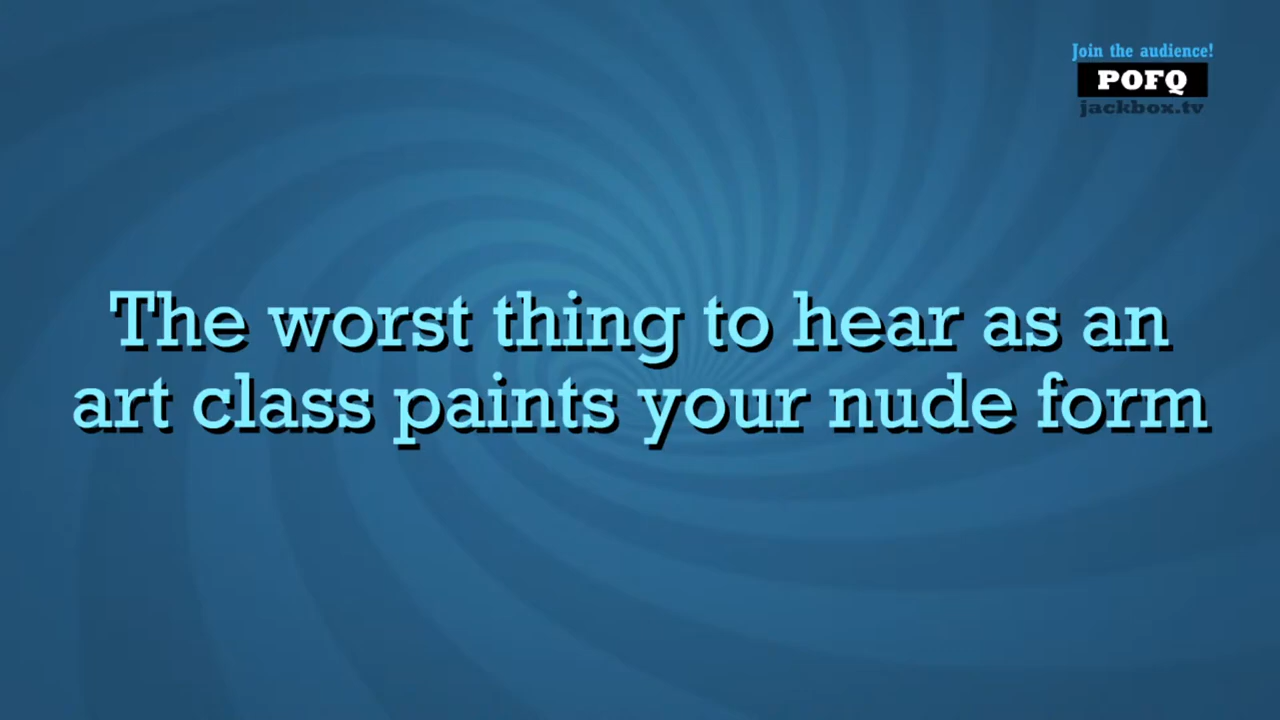 Join the audience!
POFQ
jackbox.tv
The worst thing to hear as an
art class paints your nude form